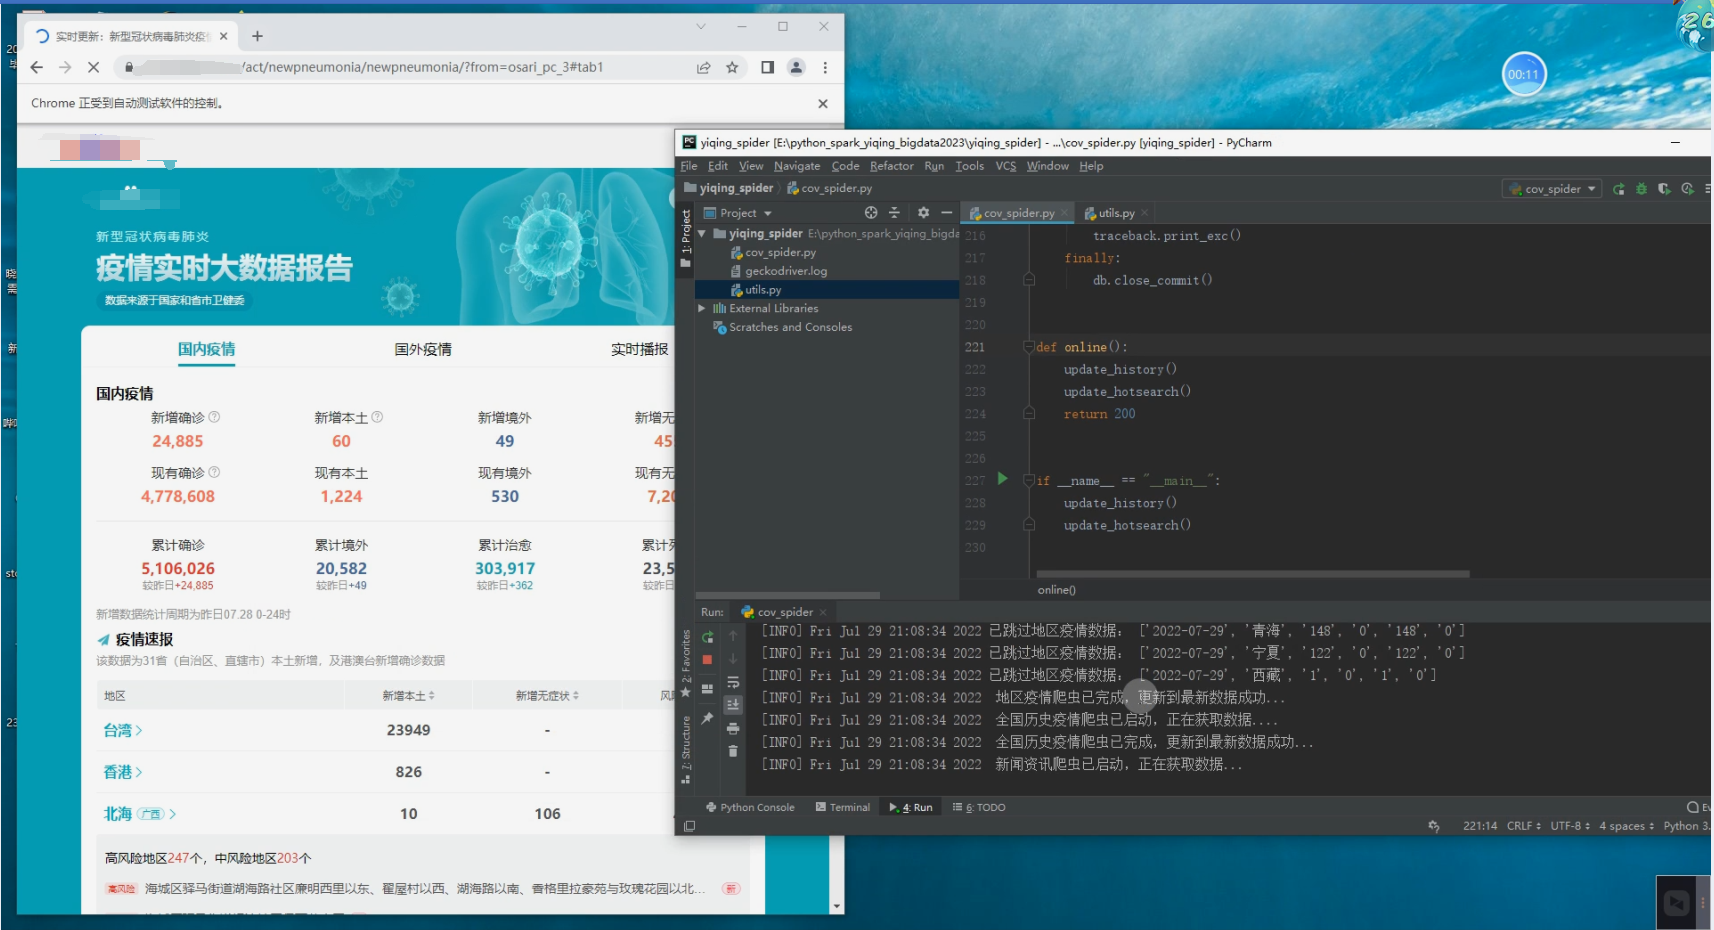 实时更新：新型冠状病毒肺炎疫
/act/newpneumonia/newpneumonia/?from=osari_pc_3#tab1
Chrome 正受到自动测试软件的控制。
新型冠状病毒肺炎
疫情实时大数据报告
数据来源于国家和省市卫健委
国内疫情 国外疫情 实时播报
国内疫情
新增确诊 新增本土 新增境外 新增无
24,885 60 49 45
现有确诊 现有本土 现有境外 现有无
4,778,608 1,224 530 7,20
累计确诊 累计境外 累计治愈 累计
5,106,026 20,582 303,917 23,5
较昨日+24,885 较昨日+49 较昨日+362
新增数据统计周期为昨日07.28 0-24时
疫情速报
该数据为31省（自治区、直辖市）本土新增，及港澳台新增确诊数据
地区 新增本土 新增无症状
台湾 23949 -
香港 826 -
北海 广西 10 106
高风险地区247个，中风险地区203个
高风险 海城区驿马街道湖海路社区廉明西里以东、翟屋村以西、湖海路以南、香格里拉豪苑与玫瑰花园以北... 新
00:11
26
yiqing_spider [E:\python_spark_yiqing_bigdata2023\yiqing_spider] - ...\cov_spider.py [yiqing_spider] - PyCharm
File Edit View Navigate Code Refactor Run Tools VCS Window Help
yiqing_spider cov_spider.py
cov_spider
1: Project
Project
cov_spider.py utils.py
yiqing_spider E:\python_spark_yiqing_bigda
cov_spider.py
geckodriver.log
utils.py
External Libraries
Scratches and Consoles
216 traceback.print_exc()
217 finally:
218 db.close_commit()
219
220
221 def online():
222 update_history()
223 update_hotsearch()
224 return 200
225
226
227 if __name__ == "__main__":
228 update_history()
229 update_hotsearch()
230
online()
Run: cov_spider
[INFO] Fri Jul 29 21:08:34 2022 已跳过地区疫情数据： ['2022-07-29', '青海', '148', '0', '148', '0']
[INFO] Fri Jul 29 21:08:34 2022 已跳过地区疫情数据： ['2022-07-29', '宁夏', '122', '0', '122', '0']
[INFO] Fri Jul 29 21:08:34 2022 已跳过地区疫情数据： ['2022-07-29', '西藏', '1', '0', '1', '0']
[INFO] Fri Jul 29 21:08:34 2022 地区疫情爬虫已完成，更新到最新数据成功...
[INFO] Fri Jul 29 21:08:34 2022 全国历史疫情爬虫已启动，正在获取数据....
[INFO] Fri Jul 29 21:08:34 2022 全国历史疫情爬虫已完成，更新到最新数据成功...
[INFO] Fri Jul 29 21:08:34 2022 新闻资讯爬虫已启动，正在获取数据...
2: Favorites
7: Structure
Python Console Terminal 4: Run 6: TODO
221:14 CRLF UTF-8 4 spaces Python 3.